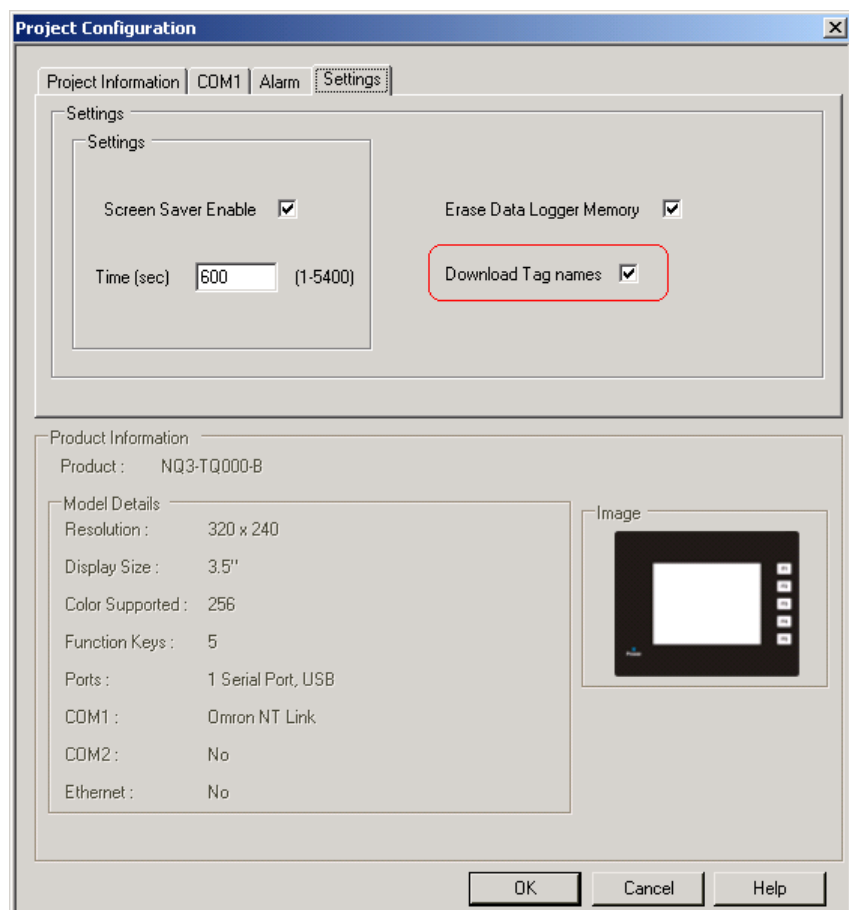 Project Configuration
Project Information COM1 Alarm Settings
Settings
Settings
Screen Saver Enable
Erase Data Logger Memory
Time (sec) 600 (1-5400)
Download Tag names
Product Information
Product : NQ3-TQ000-B
Model Details
Resolution : 320 x 240
Display Size : 3.5"
Color Supported : 256
Function Keys : 5
Ports : 1 Serial Port, USB
COM1 : Omron NT Link
COM2 : No
Ethernet : No
Image
OK Cancel Help